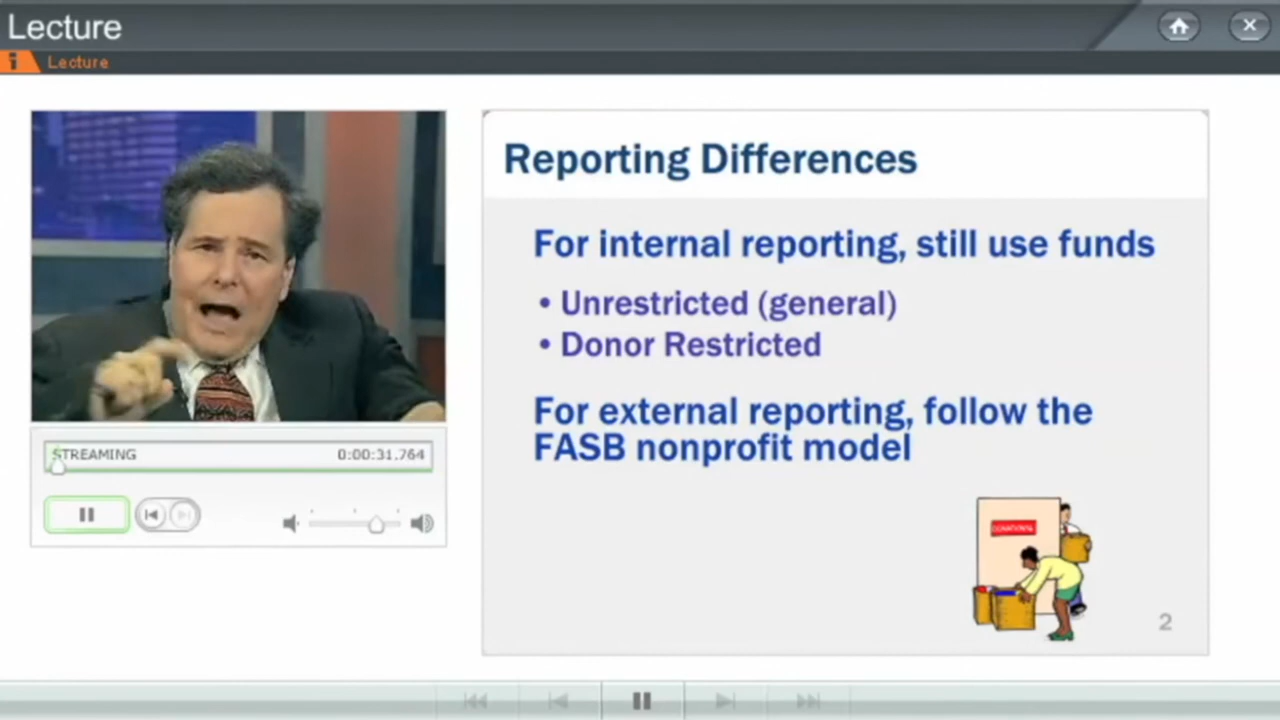 Lecture
Lecture
Reporting Differences
For internal reporting, still use funds
• Unrestricted (general)
• Donor Restricted
For external reporting, follow the
FASB nonprofit model
STREAMING 0:00:31.764
2